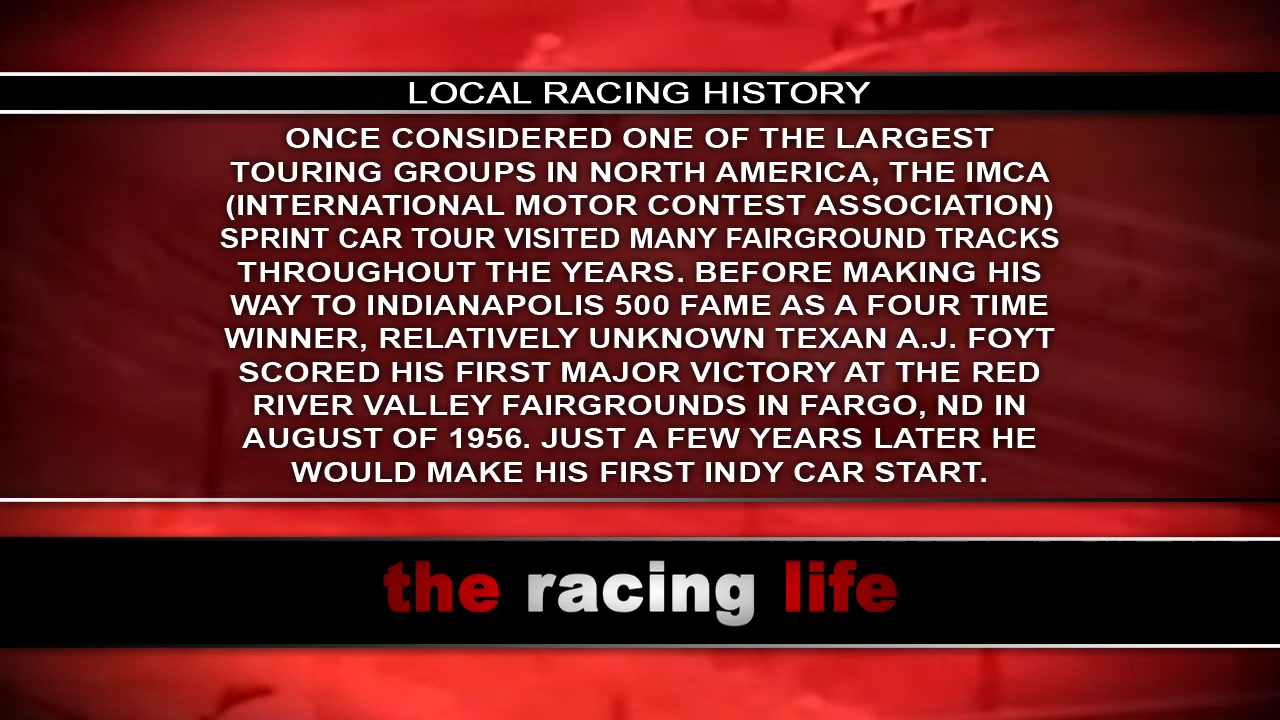 LOCAL RACING HISTORY
ONCE CONSIDERED ONE OF THE LARGEST
TOURING GROUPS IN NORTH AMERICA, THE IMCA
(INTERNATIONAL MOTOR CONTEST ASSOCIATION)
SPRINT CAR TOUR VISITED MANY FAIRGROUND TRACKS
THROUGHOUT THE YEARS. BEFORE MAKING HIS
WAY TO INDIANAPOLIS 500 FAME AS A FOUR TIME
WINNER, RELATIVELY UNKNOWN TEXAN A.J. FOYT
SCORED HIS FIRST MAJOR VICTORY AT THE RED
RIVER VALLEY FAIRGROUNDS IN FARGO, ND IN
AUGUST OF 1956. JUST A FEW YEARS LATER HE
WOULD MAKE HIS FIRST INDY CAR START.
the racing life